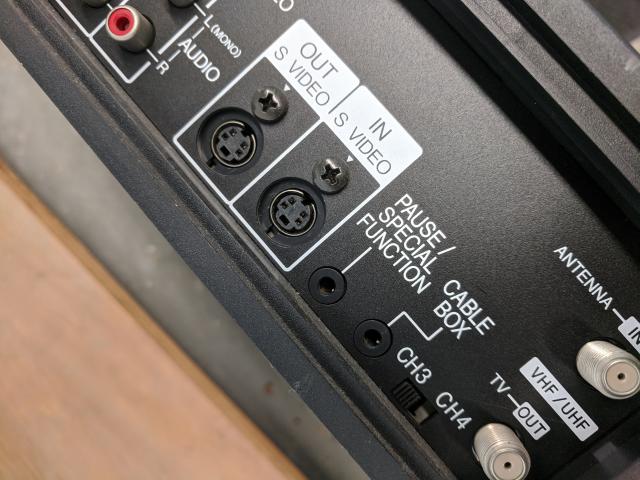 L(MONO)
R
AUDIO
OUT
S VIDEO
IN
S VIDEO
PAUSE/
SPECIAL
FUNCTION
CABLE
BOX
CH3
CH4
ANTENNA
IN
TV
OUT
VHF/UHF